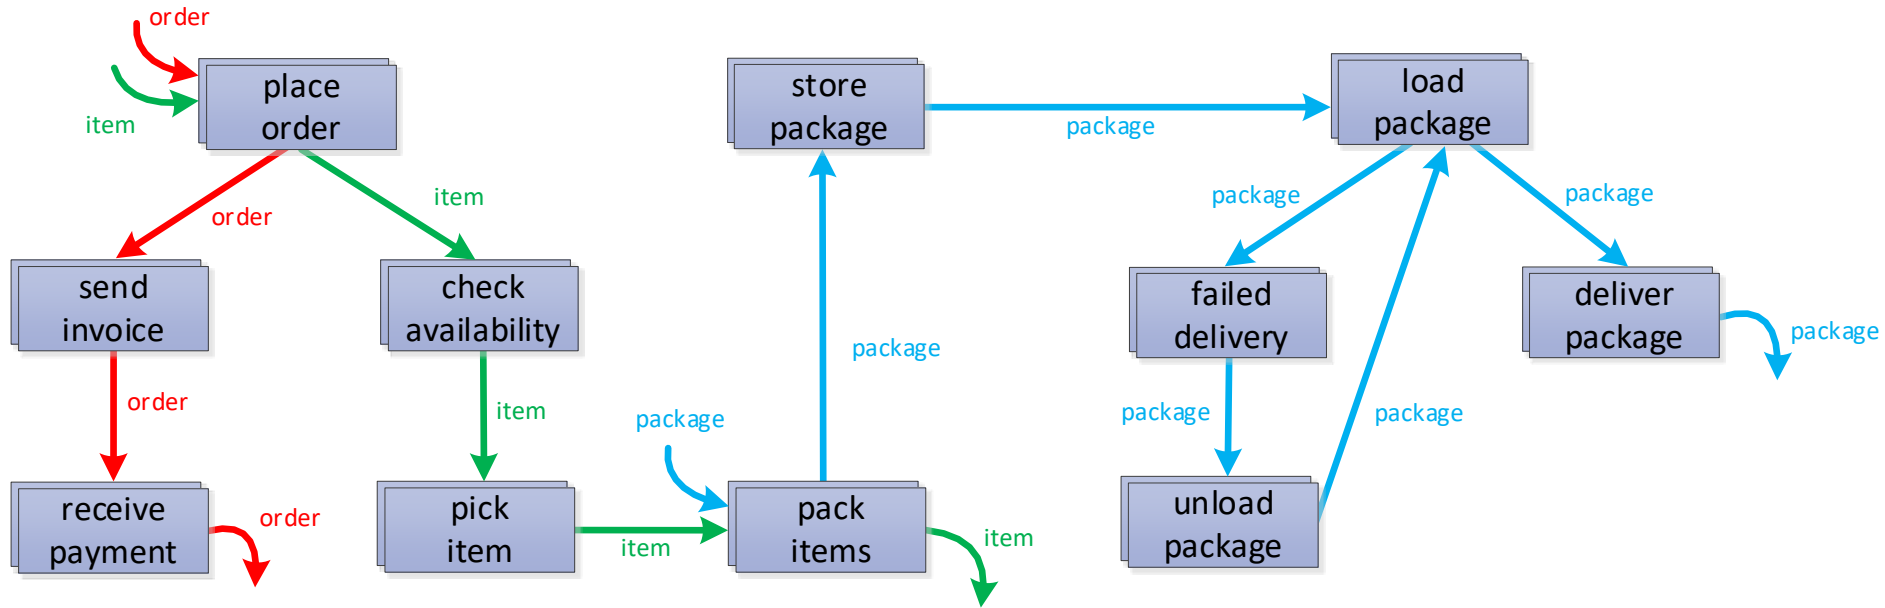 order
item
place
order
store
package
load
package
package
order
item
package
package
send
invoice
check
availability
failed
delivery
deliver
package
package
package
order
item
package
package
package
receive
payment
order
pick
item
item
pack
items
item
unload
package